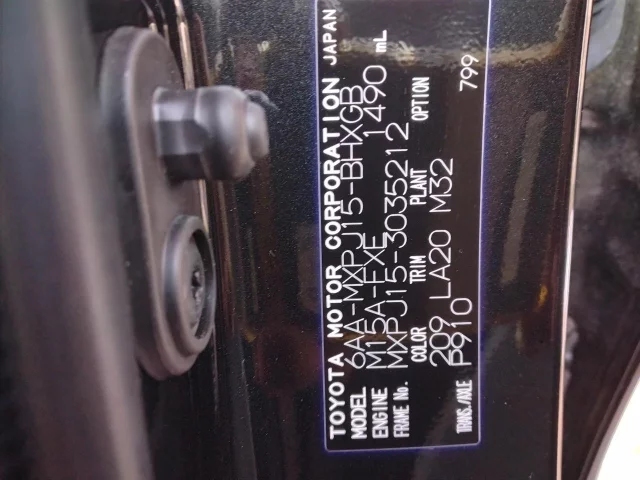 TOYOTA MOTOR CORPORATION JAPAN
MODEL 6AA-MXPJ15-BHXGB
ENGINE M15A-FXE 1490 mL
FRAME No. MXPJ15-3035212
COLOR TRIM PLANT OPTION
209 LA20 M32
TRANS./AXLE P910 799